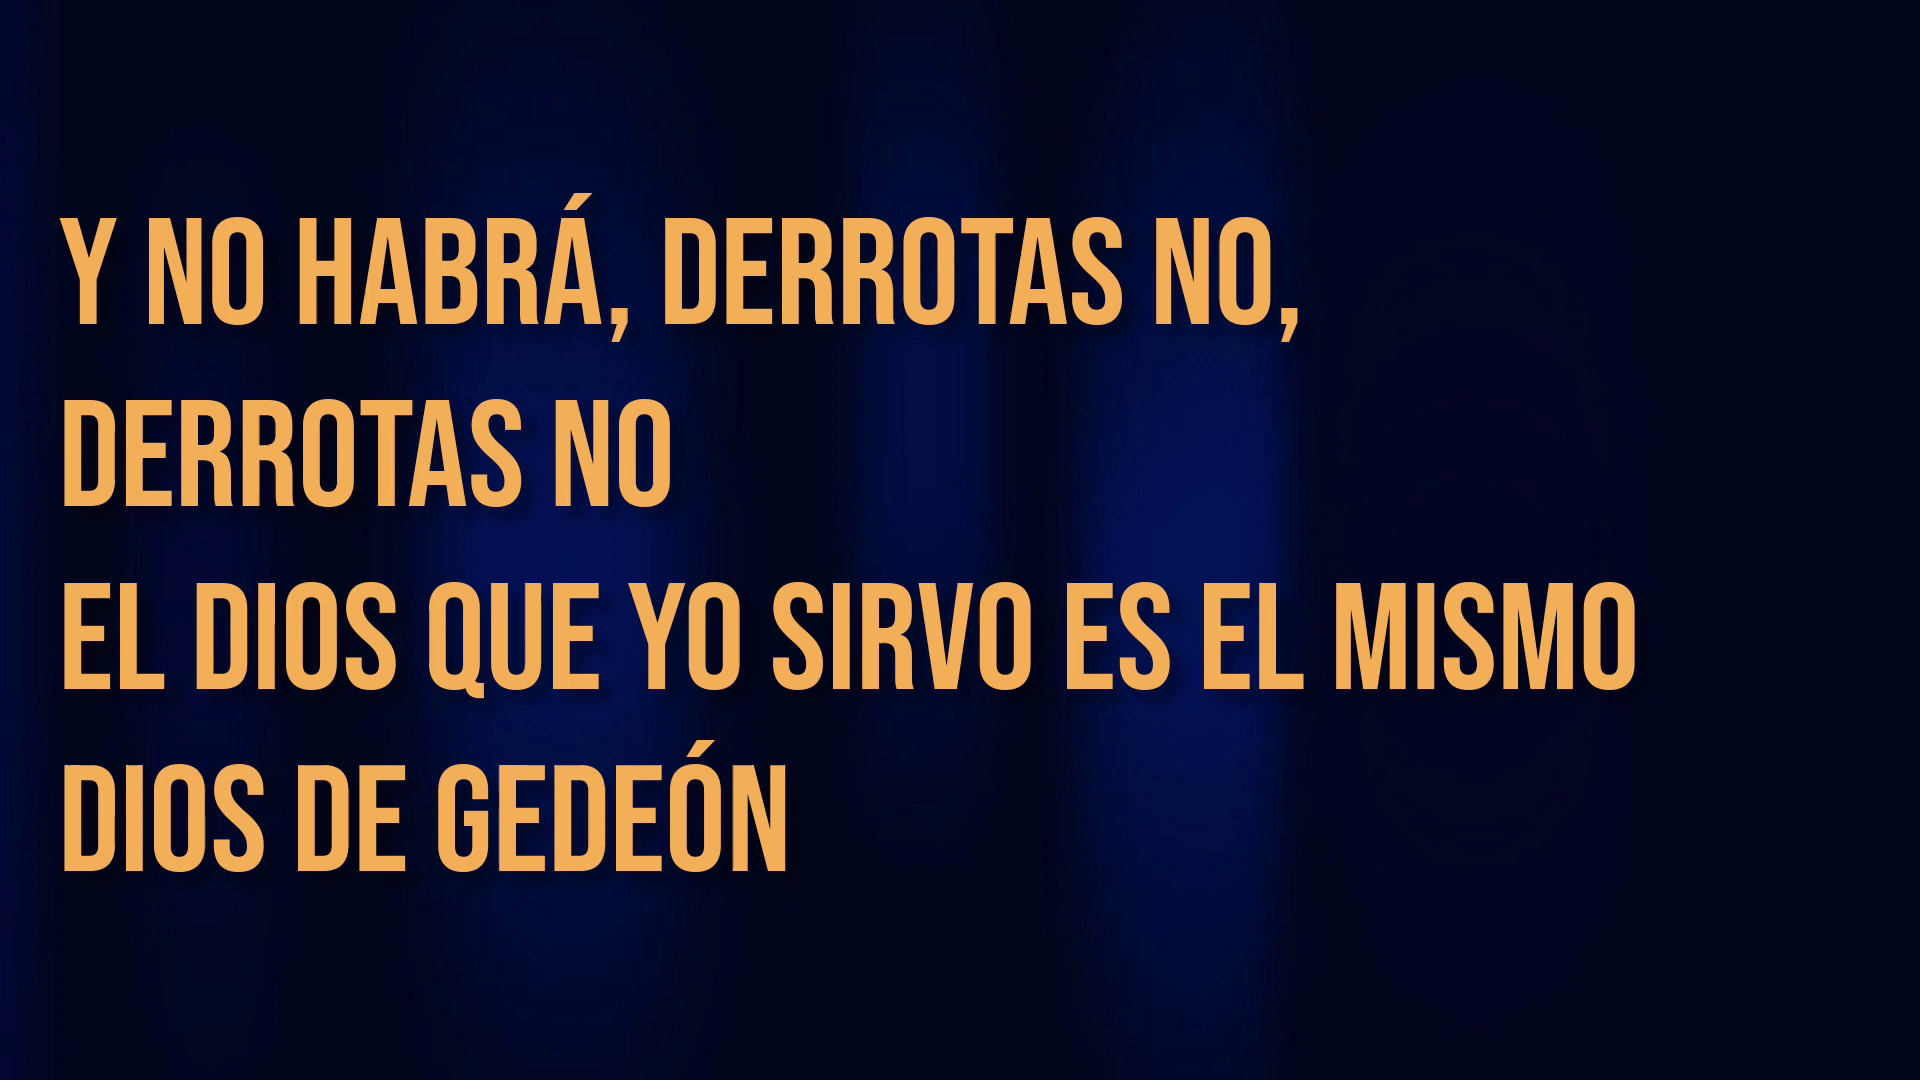 Y NO HABRÁ, DERROTAS NO,
DERROTAS NO
EL DIOS QUE YO SIRVO ES EL MISMO
DIOS DE GEDEÓN